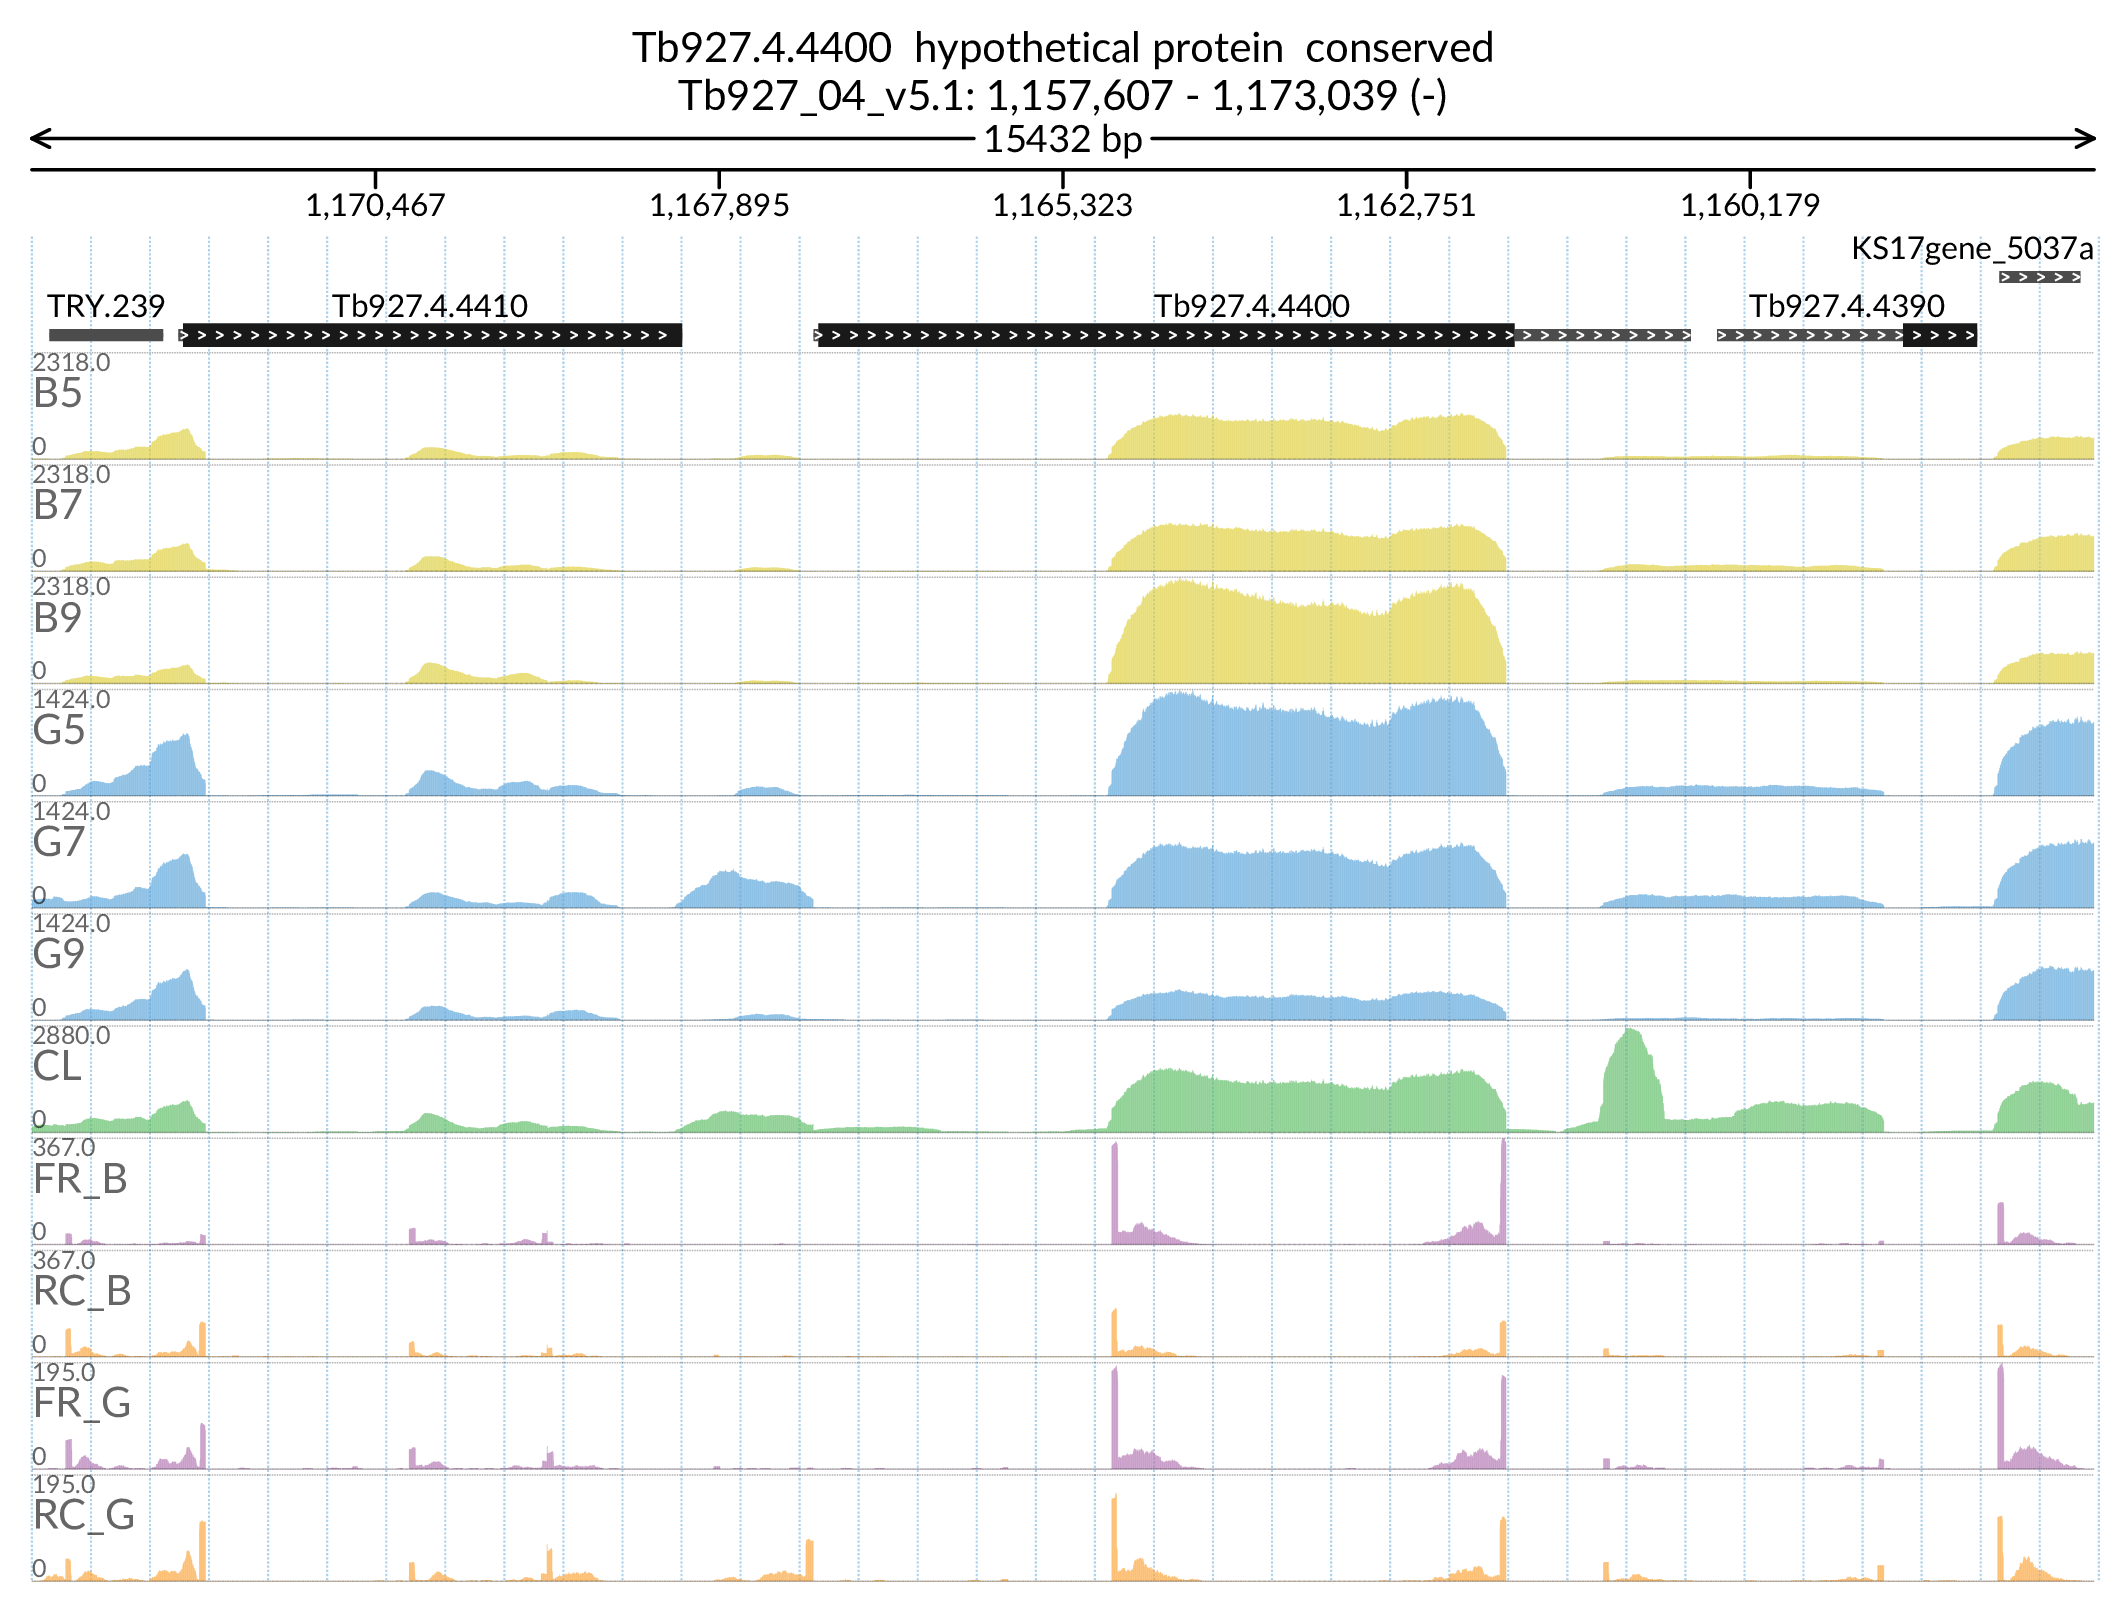 Tb927.4.4400 hypothetical protein conserved
Tb927_04_v5.1: 1,157,607 - 1,173,039 (-)
15432 bp
1,170,467 1,167,895 1,165,323 1,162,751 1,160,179
KS17gene_5037a
TRY.239 Tb927.4.4410 Tb927.4.4400 Tb927.4.4390
2318.0
B5
0
2318.0
B7
0
2318.0
B9
0
1424.0
G5
0
1424.0
G7
0
1424.0
G9
0
2880.0
CL
0
367.0
FR_B
0
367.0
RC_B
0
195.0
FR_G
0
195.0
RC_G
0